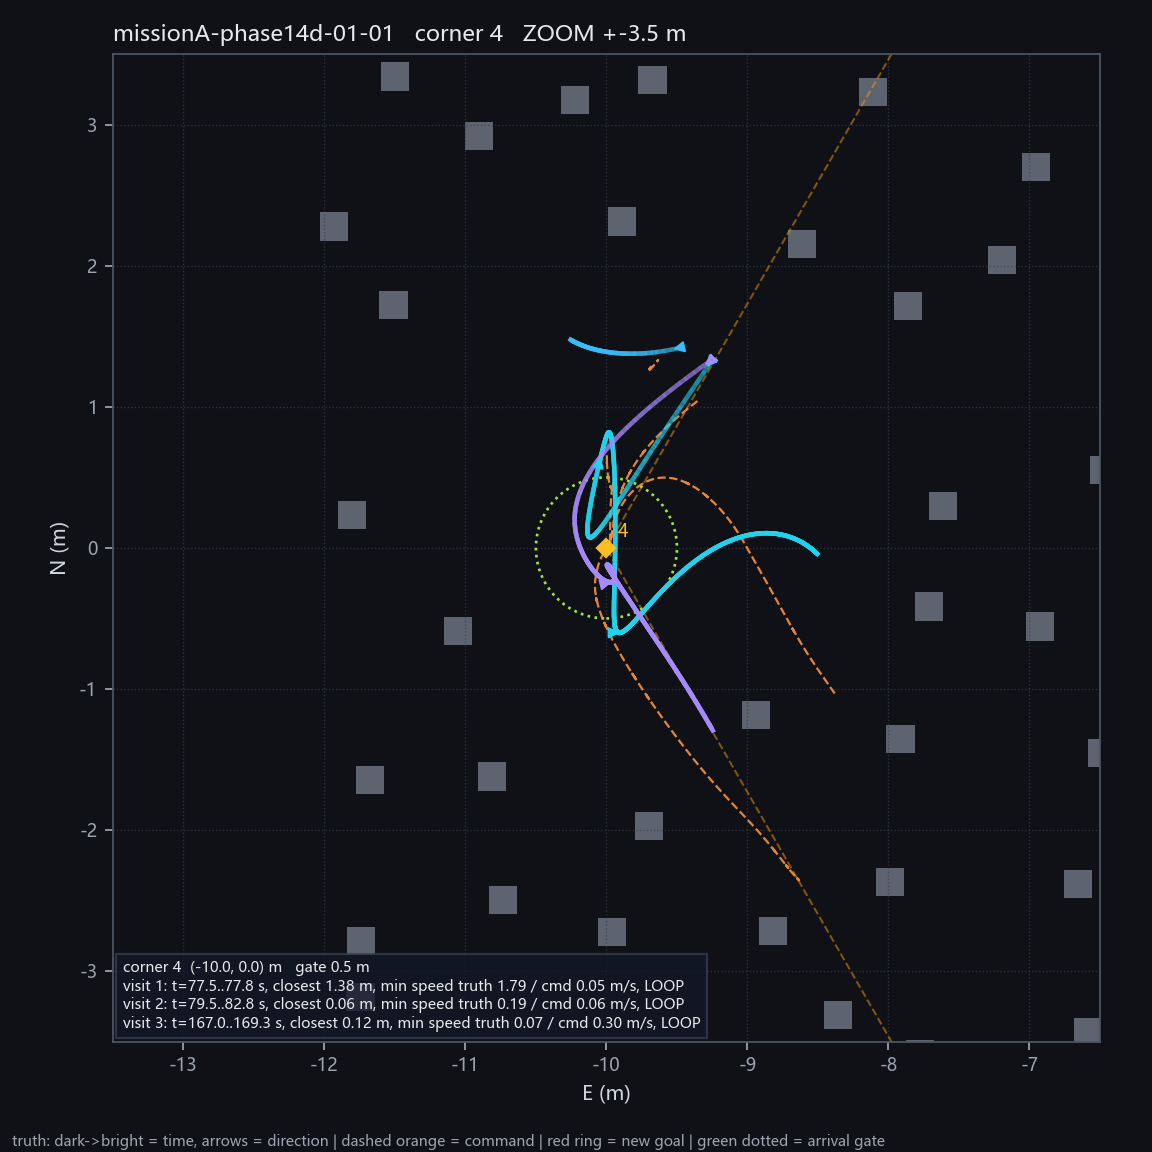 missionA-phase14d-01-01   corner 4   ZOOM +-3.5 m
3
2
1
0
-1
-2
-3
N (m)
4
corner 4  (-10.0, 0.0) m   gate 0.5 m
visit 1: t=77.5..77.8 s, closest 1.38 m, min speed truth 1.79 / cmd 0.05 m/s, LOOP
visit 2: t=79.5..82.8 s, closest 0.06 m, min speed truth 0.19 / cmd 0.06 m/s, LOOP
visit 3: t=167.0..169.3 s, closest 0.12 m, min speed truth 0.07 / cmd 0.30 m/s, LOOP
-13 -12 -11 -10 -9 -8 -7
E (m)
truth: dark->bright = time, arrows = direction | dashed orange = command | red ring = new goal | green dotted = arrival gate